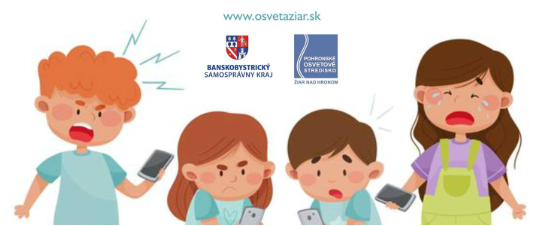 www.osvetaziar.sk
BANSKOBYSTRICKÝ
SAMOSPRÁVNY KRAJ
POHRONSKÉ
OSVETOVÉ
STREDISKO
ŽIAR NAD HRONOM